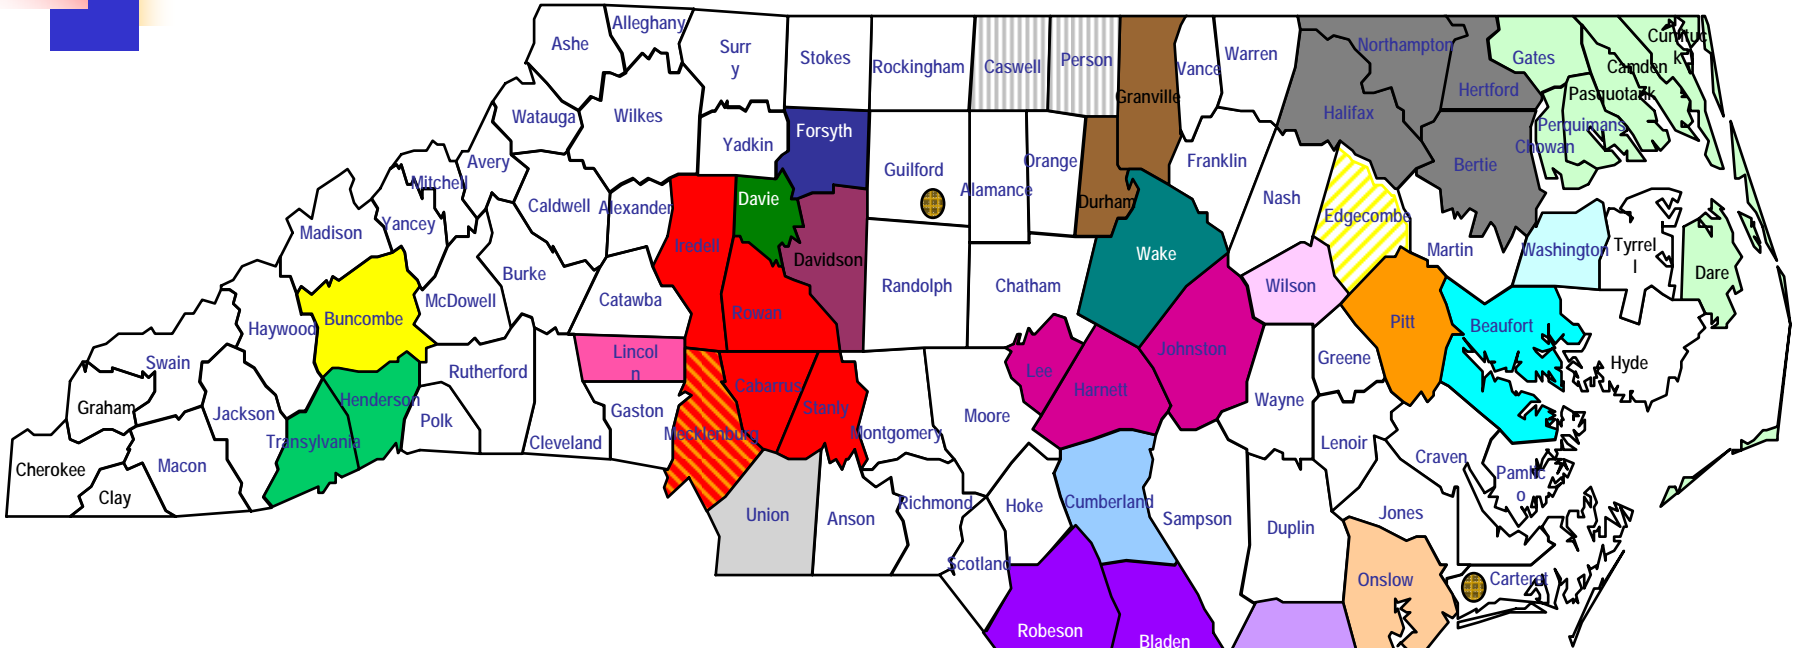 Alleghany
Ashe
Surr
y
Stokes
Rockingham
Caswell
Person
Granville
Vance
Warren
Northampton
Gates
Currituc
k
Camden
Hertford
Pasquotank
Halifax
Perquimans
Chowan
Bertie
Watauga
Wilkes
Yadkin
Forsyth
Guilford
Alamance
Orange
Durham
Franklin
Nash
Edgecombe
Martin
Washington
Tyrrel
l
Dare
Avery
Mitchell
Yancey
Madison
Caldwell
Alexander
Davie
Iredell
Davidson
Wake
Wilson
Burke
McDowell
Catawba
Rowan
Randolph
Chatham
Buncombe
Haywood
Pitt
Beaufort
Hyde
Swain
Rutherford
Lincol
n
Cabarrus
Stanly
Lee
Harnett
Johnston
Greene
Graham
Jackson
Henderson
Polk
Transylvania
Cleveland
Gaston
Mecklenburg
Montgomery
Moore
Wayne
Lenoir
Craven
Pamlic
o
Cherokee
Clay
Macon
Union
Anson
Richmond
Hoke
Cumberland
Sampson
Duplin
Jones
Scotland
Onslow
Carteret
Robeson
Bladen